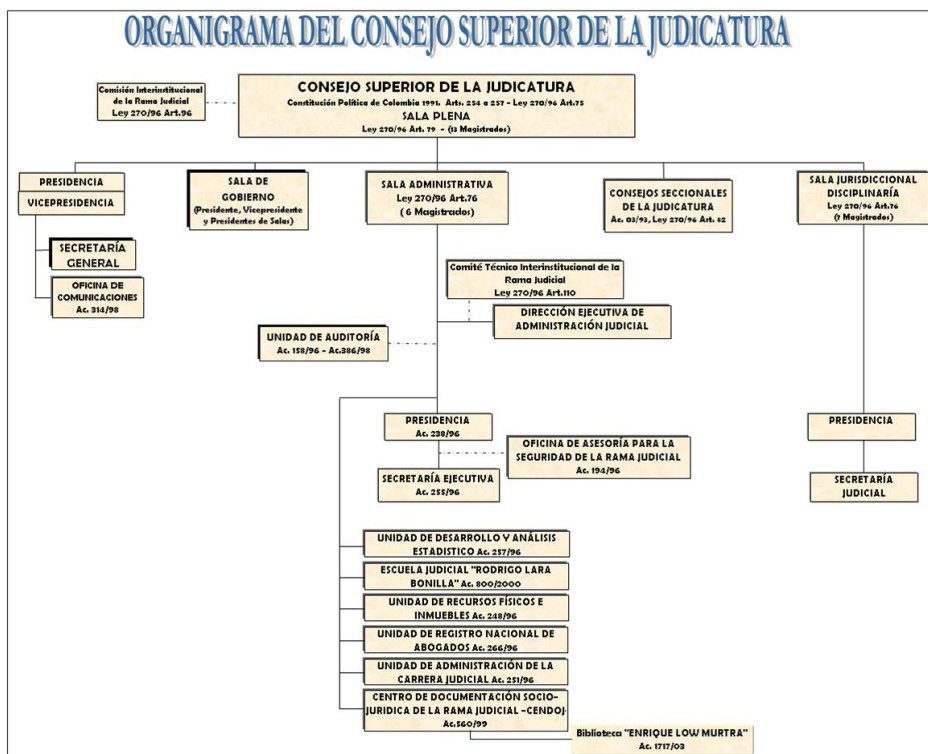 ORGANIGRAMA DEL CONSEJO SUPERIOR DE LA JUDICATURA
Comisión Interinstitucional
de la Rama Judicial
Ley 270/96 Art.96
CONSEJO SUPERIOR DE LA JUDICATURA
Constitución Política de Colombia 1991. Arts. 254 a 257 - Ley 270/96 Art.75
SALA PLENA
Ley 270/96 Art. 79 - (13 Magistrados)
PRESIDENCIA
VICEPRESIDENCIA
SECRETARÍA
GENERAL
OFICINA DE
COMUNICACIONES
Ac. 314/98
SALA DE
GOBIERNO
(Presidente, Vicepresidente
y Presidentes de Salas)
SALA ADMINISTRATIVA
Ley 270/96 Art.76
( 6 Magistrados)
CONSEJOS SECCIONALES
DE LA JUDICATURA
Ac. 03/93, Ley 270/96 Art. 82
SALA JURISDICCIONAL
DISCIPLINARÍA
Ley 270/96 Art.76
(7 Magistrados)
Comité Técnico Interinstitucional de la
Rama Judicial
Ley 270/96 Art.110
DIRECCIÓN EJECUTIVA DE
ADMINISTRACIÓN JUDICIAL
UNIDAD DE AUDITORÍA
Ac. 158/96 - Ac.386/98
PRESIDENCIA
Ac. 238/96
OFICINA DE ASESORÍA PARA LA
SEGURIDAD DE LA RAMA JUDICIAL
Ac. 194/96
SECRETARÍA EJECUTIVA
Ac. 255/96
PRESIDENCIA
SECRETARÍA
JUDICIAL
UNIDAD DE DESARROLLO Y ANÁLISIS
ESTADISTICO Ac. 257/96
ESCUELA JUDICIAL "RODRIGO LARA
BONILLA" Ac. 800/2000
UNIDAD DE RECURSOS FÍSICOS E
INMUEBLES Ac. 248/96
UNIDAD DE REGISTRO NACIONAL DE
ABOGADOS Ac. 266/96
UNIDAD DE ADMINISTRACIÓN DE LA
CARRERA JUDICIAL Ac. 251/96
CENTRO DE DOCUMENTACIÓN SOCIO-
JURIDICA DE LA RAMA JUDICIAL -CENDOJ-
Ac.560/99
Biblioteca "ENRIQUE LOW MURTRA"
Ac. 1717/03